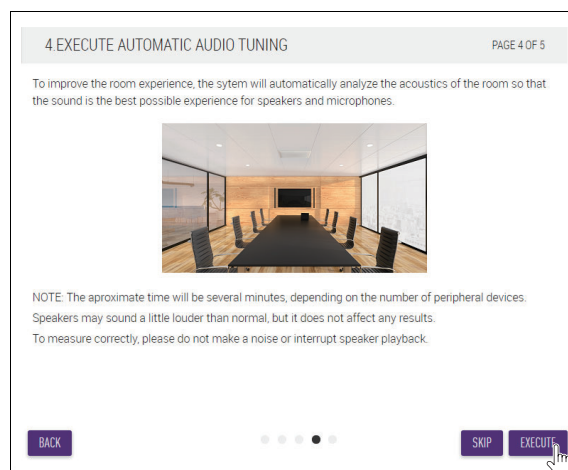 4.EXECUTE AUTOMATIC AUDIO TUNING
PAGE 4 OF 5
To improve the room experience, the sytem will automatically analyze the acoustics of the room so that
the sound is the best possible experience for speakers and microphones.
NOTE: The aproximate time will be several minutes, depending on the number of peripheral devices.
Speakers may sound a little louder than normal, but it does not affect any results.
To measure correctly, please do not make a noise or interrupt speaker playback.
BACK
SKIP
EXECUTE